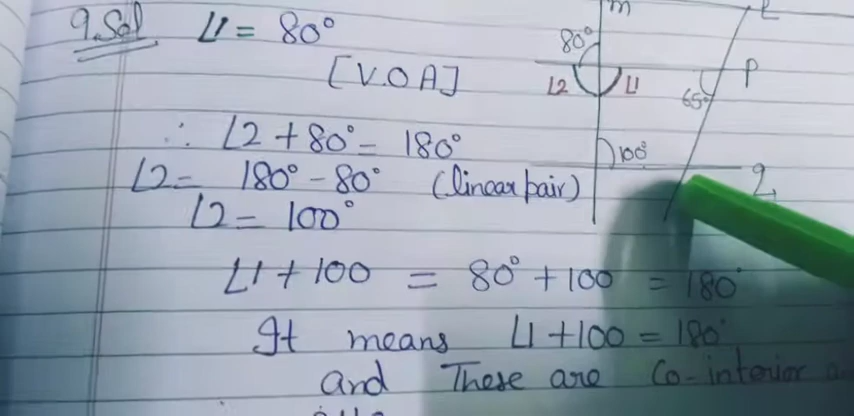 9.Sol ∠1 = 80°
[V.O.A]
∴ ∠2 + 80° = 180°
∠2 = 180° - 80° (linear pair)
∠2 = 100°
∠1 + 100 = 80° + 100 = 180°
It means ∠1 + 100 = 180°
and These are Co-interior
m
80°
∠2 ∠1
P
65°
100°